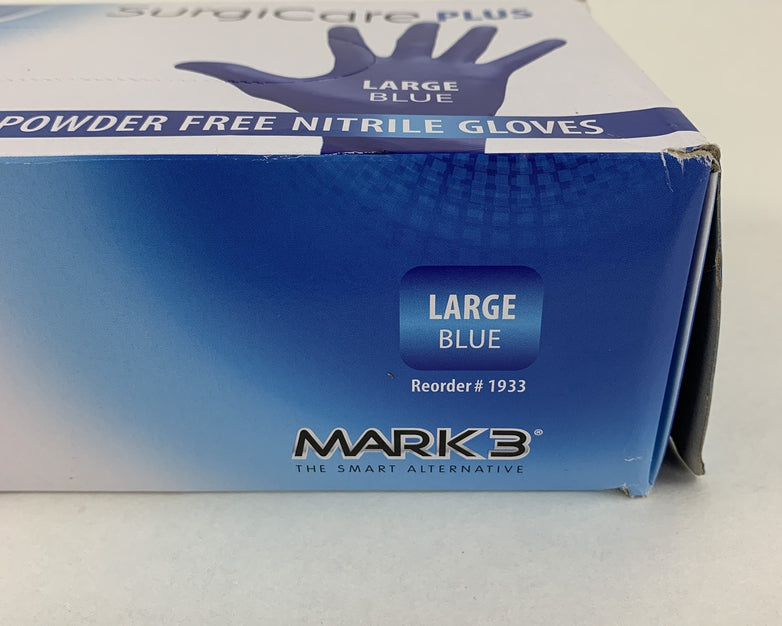 SurgiCare PLUS
LARGE
BLUE
POWDER FREE NITRILE GLOVES
LARGE
BLUE
Reorder# 1933
MARK3®
THE SMART ALTERNATIVE